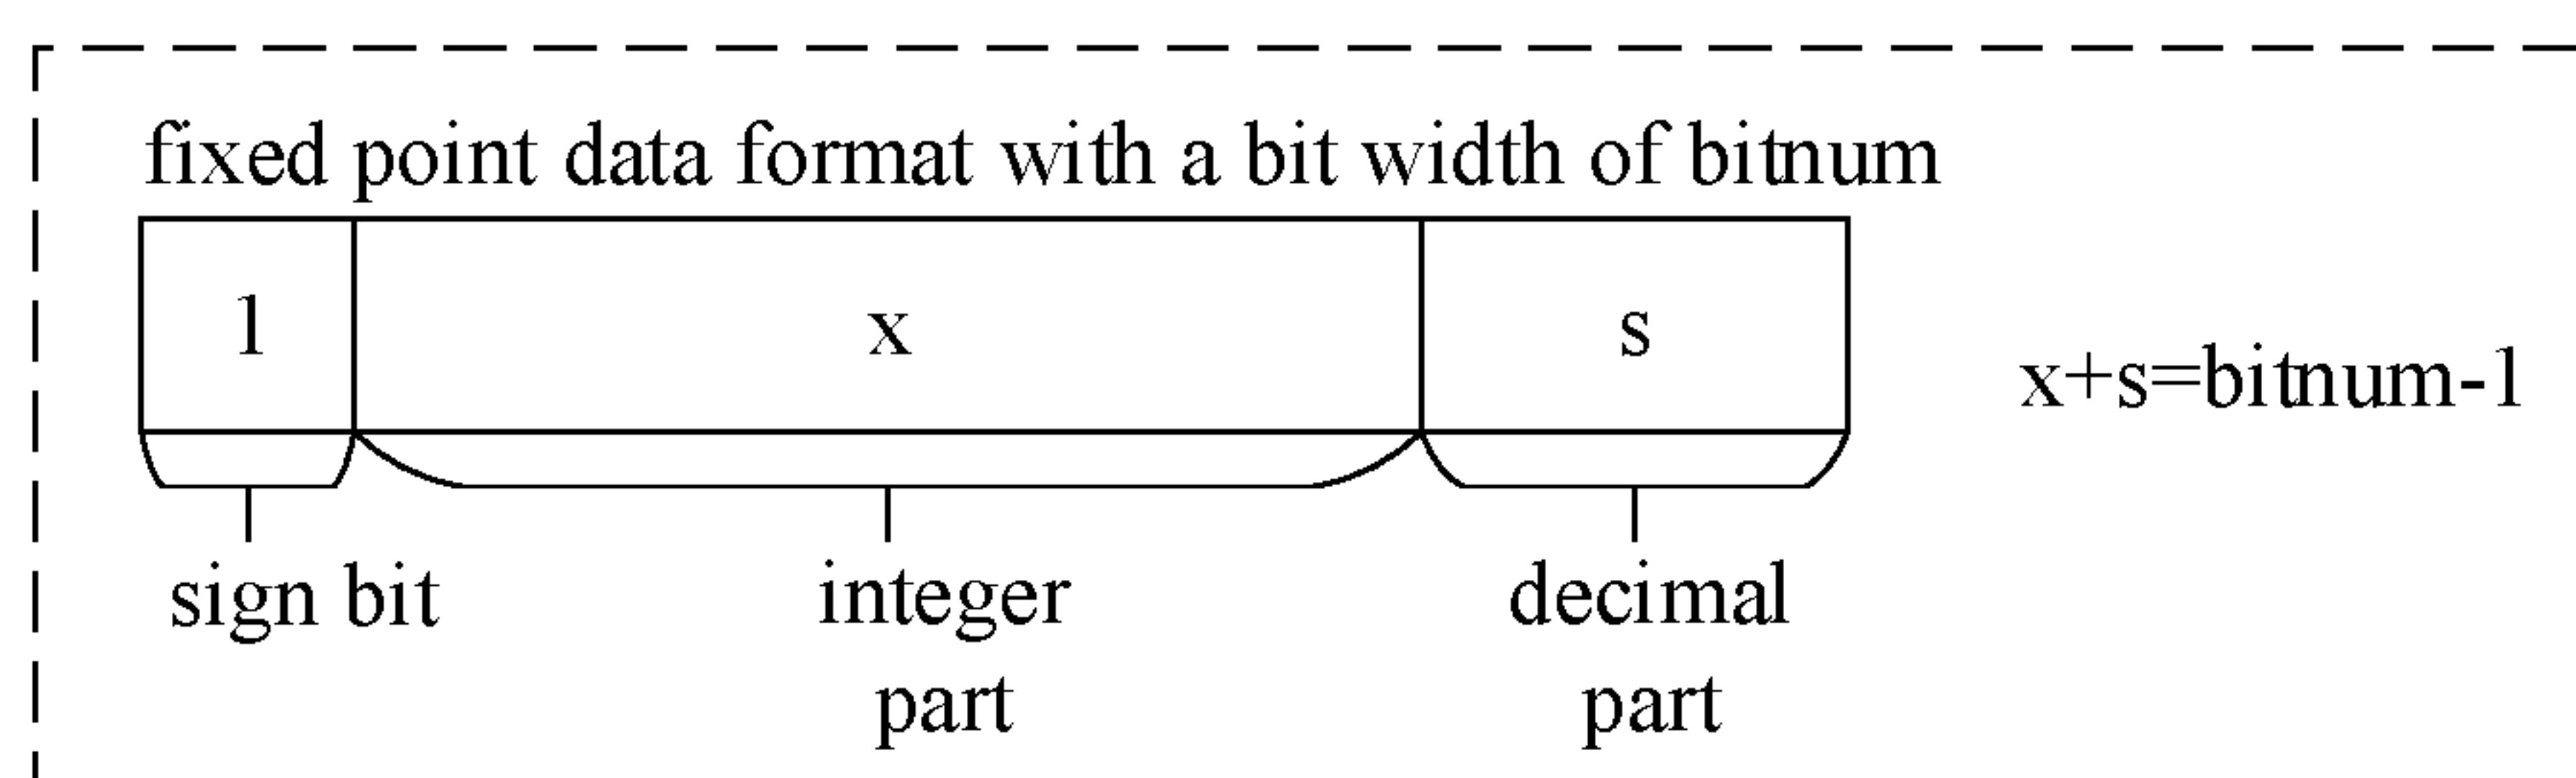 fixed point data format with a bit width of bitnum
1 x s
x+s=bitnum-1
sign bit integer part decimal part